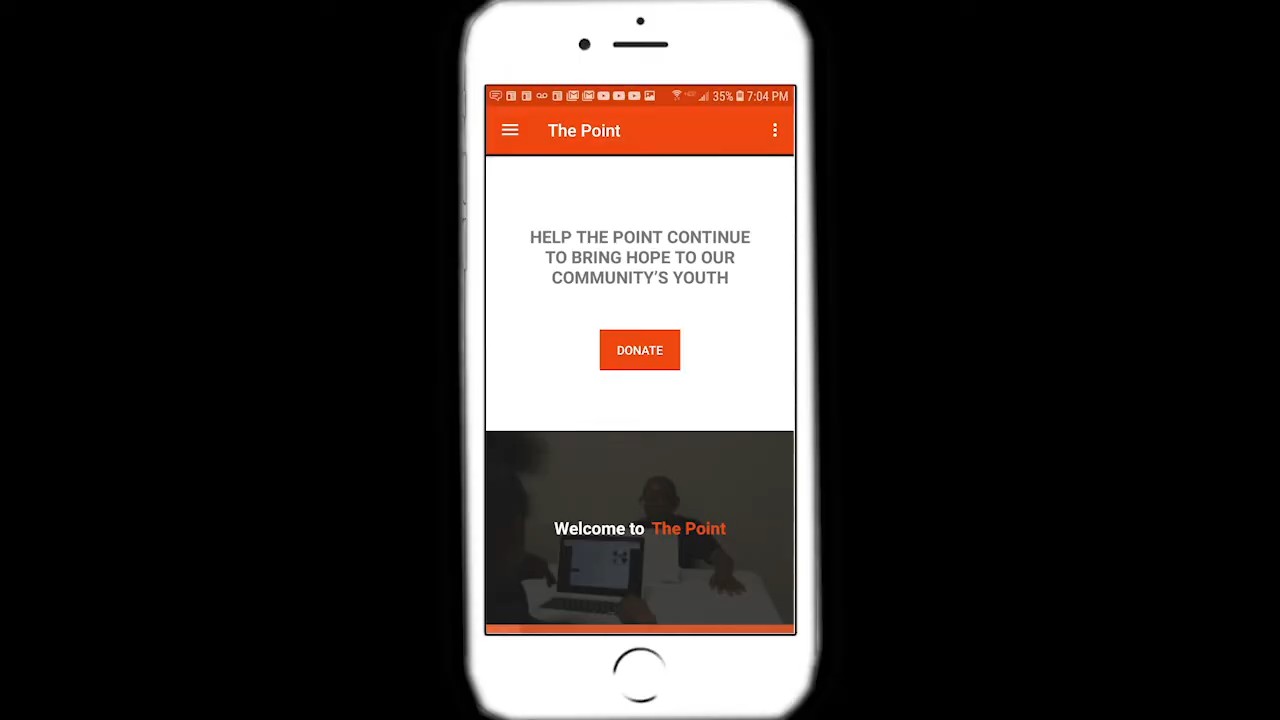 35% 7:04 PM
The Point
HELP THE POINT CONTINUE
TO BRING HOPE TO OUR
COMMUNITY’S YOUTH
DONATE
Welcome to The Point